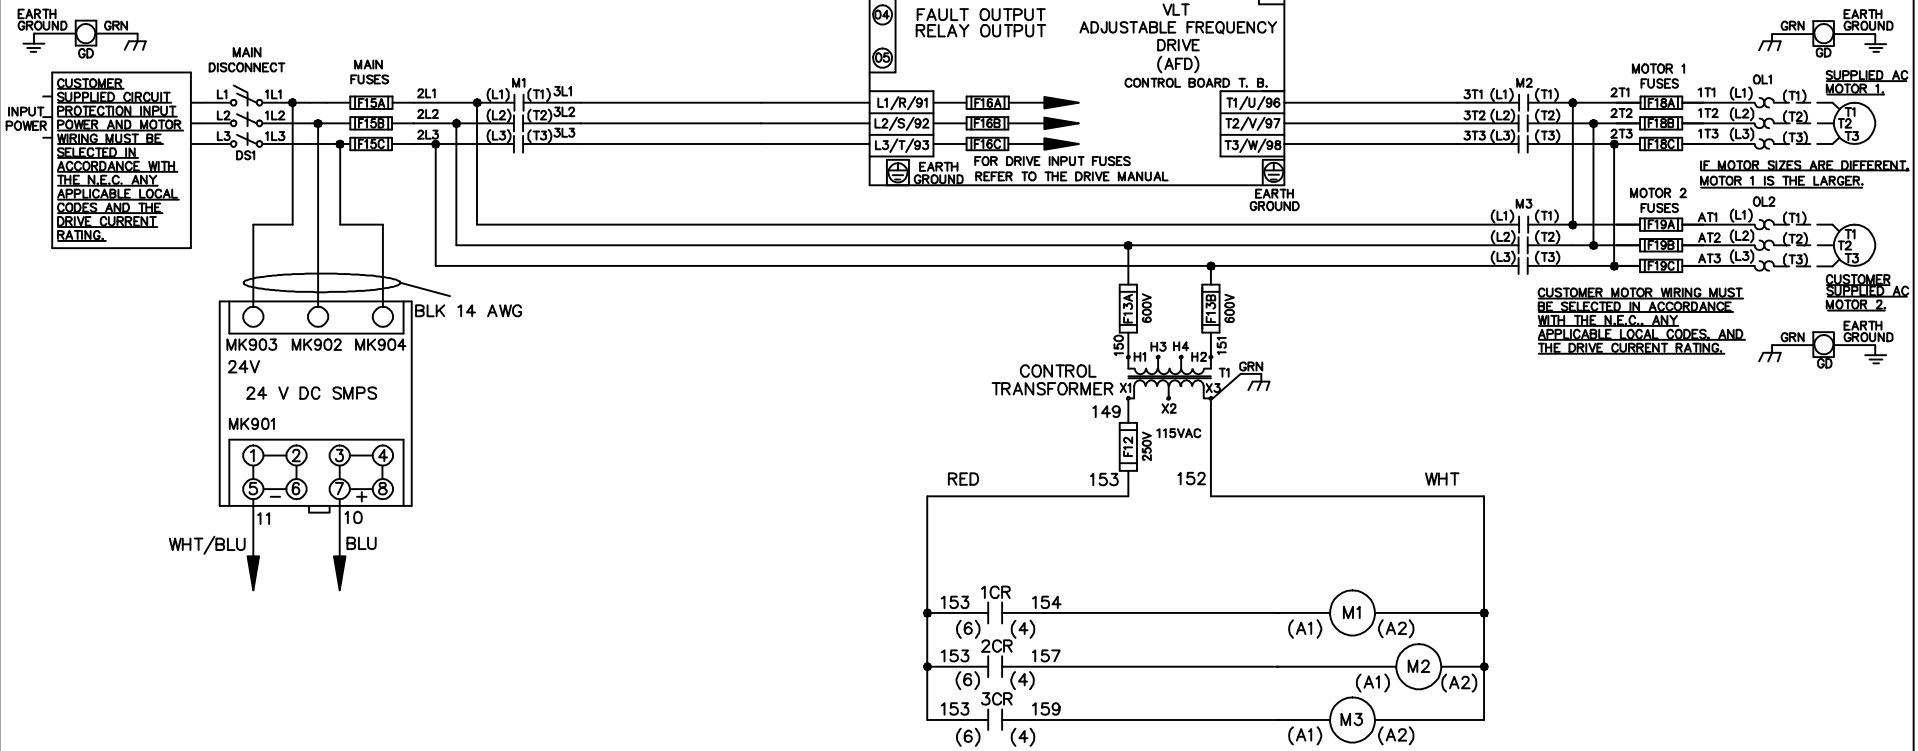 EARTH
GROUND
GRN
GD
04
05
FAULT OUTPUT
RELAY OUTPUT
VLT
ADJUSTABLE FREQUENCY
DRIVE
(AFD)
CONTROL BOARD T. B.
GRN
EARTH
GROUND
GD
INPUT
POWER
CUSTOMER
SUPPLIED CIRCUIT
PROTECTION INPUT
POWER AND MOTOR
WIRING MUST BE
SELECTED IN
ACCORDANCE WITH
THE N.E.C. ANY
APPLICABLE LOCAL
CODES AND THE
DRIVE CURRENT
RATING.
MAIN
DISCONNECT
L1 1L1
L2 1L2
L3 1L3
DS1
MAIN
FUSES
F15A
F15B
F15C
2L1
2L2
2L3
M1
(L1) (T1) 3L1
(L2) (T2) 3L2
(L3) (T3) 3L3
L1/R/91
L2/S/92
L3/T/93
F16A
F16B
F16C
EARTH
GROUND
FOR DRIVE INPUT FUSES
REFER TO THE DRIVE MANUAL
T1/U/96
T2/V/97
T3/W/98
EARTH
GROUND
M2
3T1 (L1) (T1)
3T2 (L2) (T2)
3T3 (L3) (T3)
MOTOR 1
FUSES
2T1 F18A 1T1 (L1)
2T2 F18B 1T2 (L2)
2T3 F18C 1T3 (L3)
OL1
(T1)
(T2)
(T3)
SUPPLIED AC
MOTOR 1.
T1
T2
T3
IF MOTOR SIZES ARE DIFFERENT,
MOTOR 1 IS THE LARGER.
M3
(L1) (T1)
(L2) (T2)
(L3) (T3)
MOTOR 2
FUSES
F19A AT1 (L1)
F19B AT2 (L2)
F19C AT3 (L3)
OL2
(T1)
(T2)
(T3)
T1
T2
T3
CUSTOMER
SUPPLIED AC
MOTOR 2.
CUSTOMER MOTOR WIRING MUST
BE SELECTED IN ACCORDANCE
WITH THE N.E.C., ANY
APPLICABLE LOCAL CODES, AND
THE DRIVE CURRENT RATING.
GRN
EARTH
GROUND
GD
BLK 14 AWG
MK903 MK902 MK904
24V
24 V DC SMPS
MK901
1 2 3 4
5 6 7 8
- +
11 10
WHT/BLU BLU
F13A 600V
F13B 600V
150
151
H1 H3 H4 H2
CONTROL
TRANSFORMER
T1
GRN
X1 X2 X3
149
115VAC
F12 250V
153 152
RED WHT
1CR
153 154
(6) (4)
M1
(A1) (A2)
2CR
153 157
(6) (4)
M2
(A1) (A2)
3CR
153 159
(6) (4)
M3
(A1) (A2)